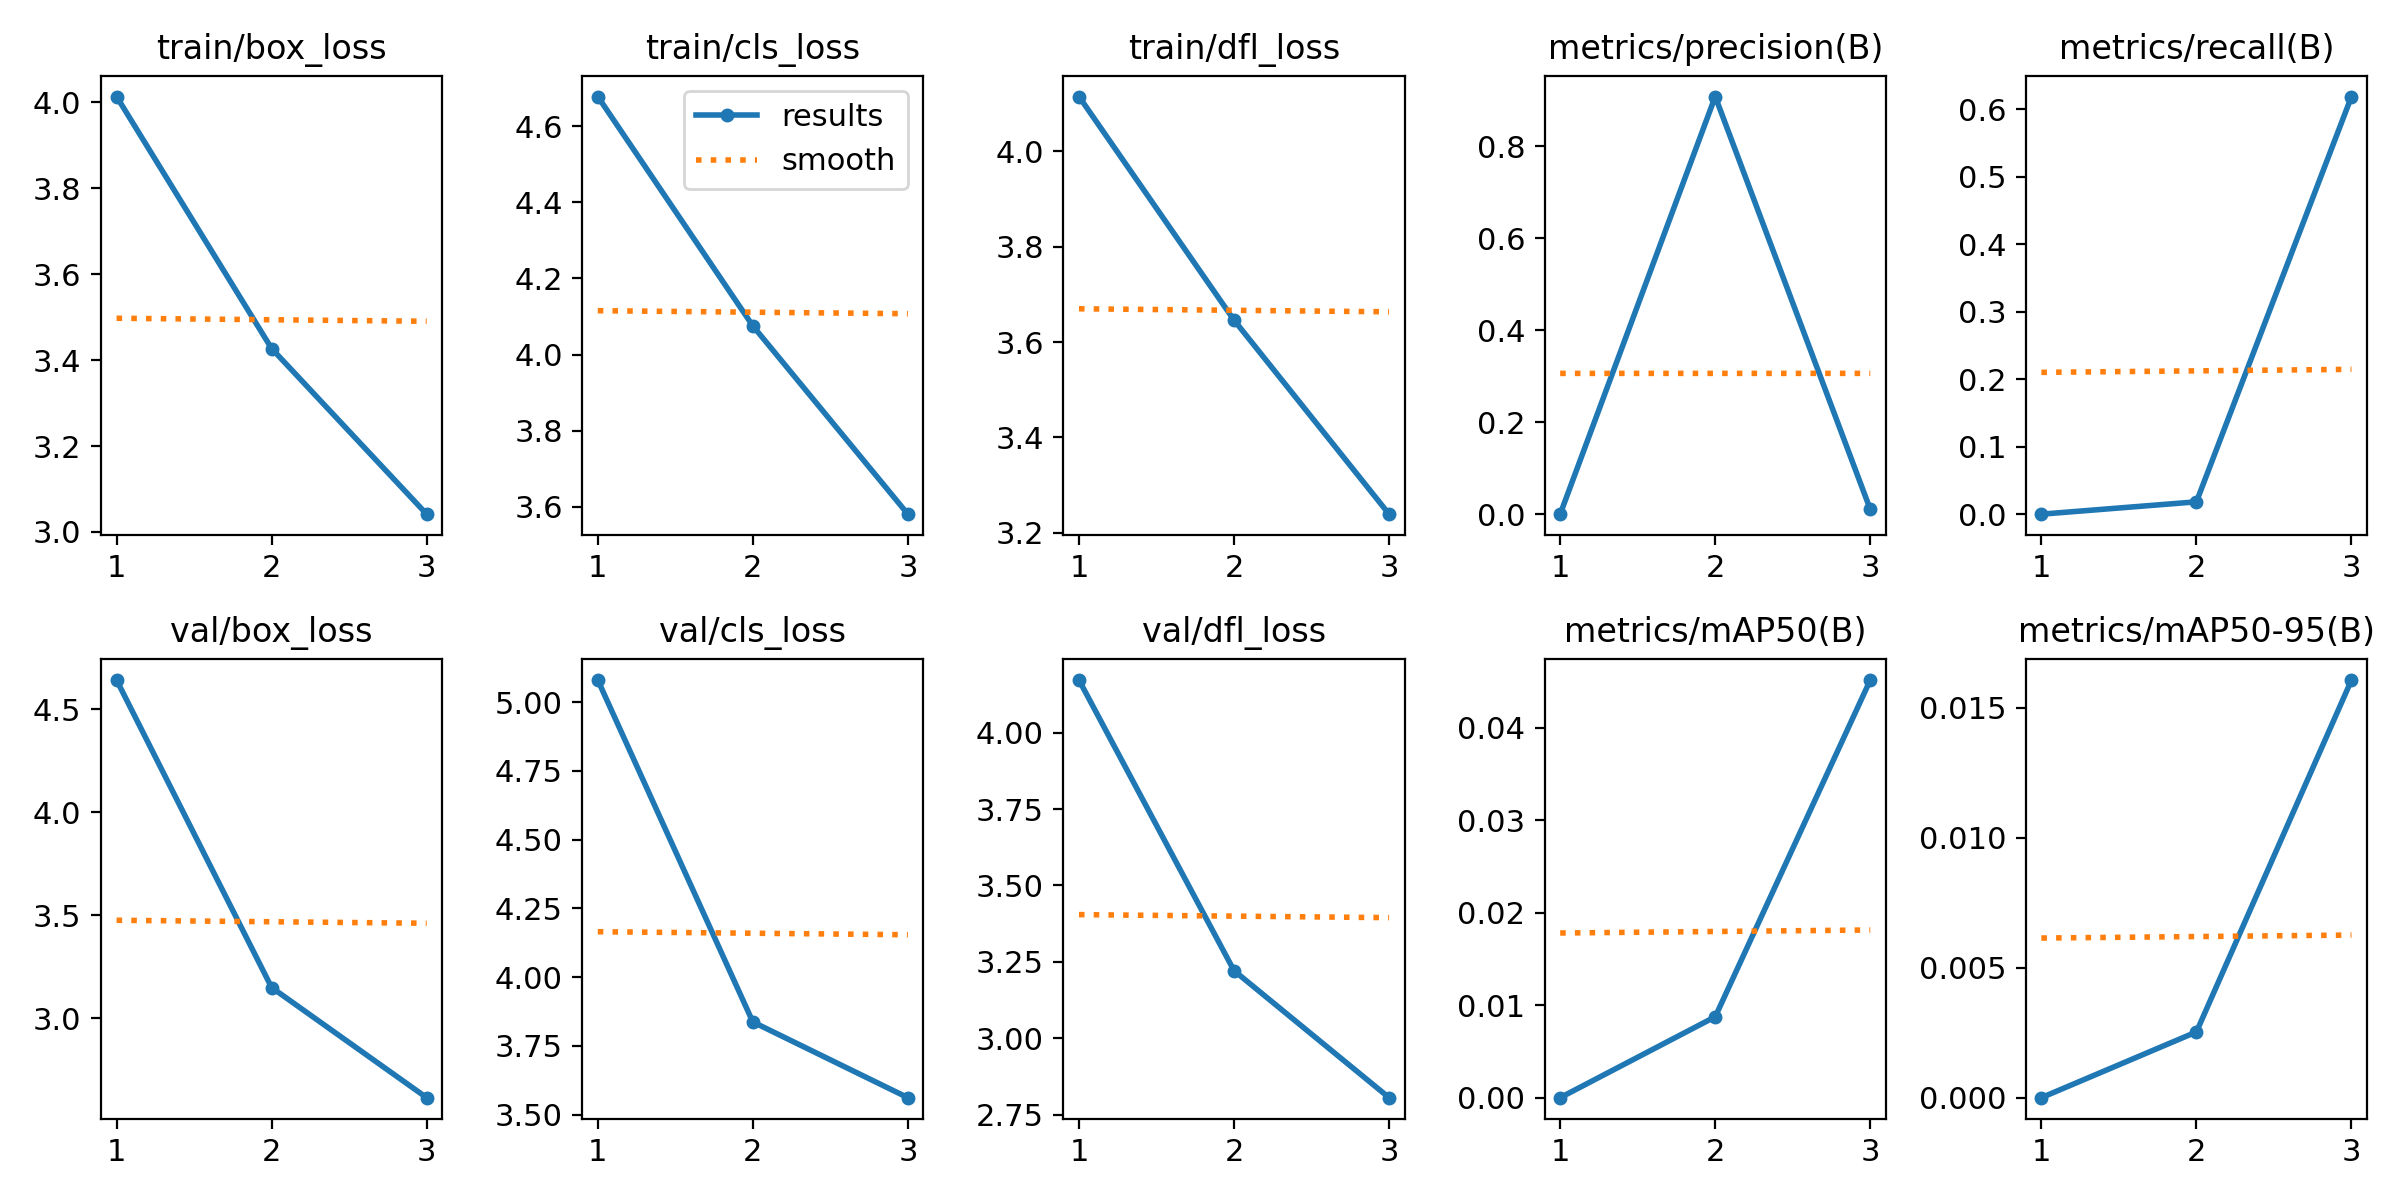 train/box_loss
4.0
3.8
3.6
3.4
3.2
3.0
1 2 3
train/cls_loss
results
smooth
4.6
4.4
4.2
4.0
3.8
3.6
1 2 3
train/dfl_loss
4.0
3.8
3.6
3.4
3.2
1 2 3
metrics/precision(B)
0.8
0.6
0.4
0.2
0.0
1 2 3
metrics/recall(B)
0.6
0.5
0.4
0.3
0.2
0.1
0.0
1 2 3
val/box_loss
4.5
4.0
3.5
3.0
1 2 3
val/cls_loss
5.00
4.75
4.50
4.25
4.00
3.75
3.50
1 2 3
val/dfl_loss
4.00
3.75
3.50
3.25
3.00
2.75
1 2 3
metrics/mAP50(B)
0.04
0.03
0.02
0.01
0.00
1 2 3
metrics/mAP50-95(B)
0.015
0.010
0.005
0.000
1 2 3